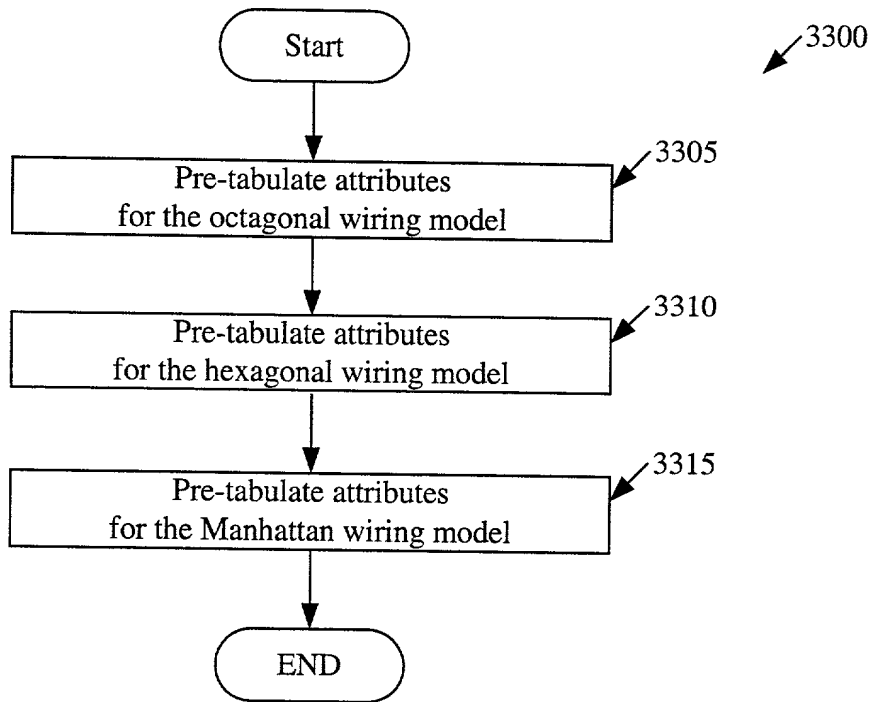 Start
3300
3305
Pre-tabulate attributes
for the octagonal wiring model
3310
Pre-tabulate attributes
for the hexagonal wiring model
3315
Pre-tabulate attributes
for the Manhattan wiring model
END